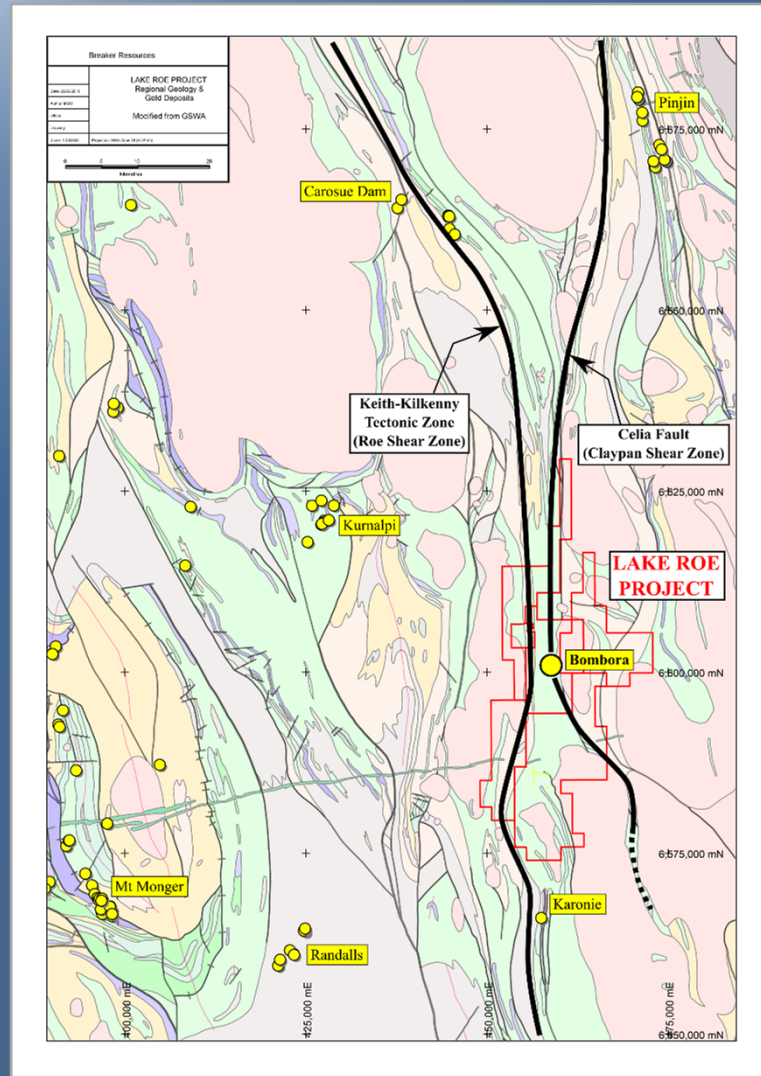 Breaker Resources
LAKE ROE PROJECT
Regional Geology &
Gold Deposits
Modified from GSWA
0
10
20
Pinjin
6,675,000 mN
Carosue Dam
6,650,000 mN
Keith-Kilkenny
Tectonic Zone
(Roe Shear Zone)
Celia Fault
(Claypan Shear Zone)
6,625,000 mN
Kurnalpi
LAKE ROE
PROJECT
Bombora
6,600,000 mN
6,575,000 mN
Mt Monger
Karonie
Randalls
400,000 mE
425,000 mE
450,000 mE
475,000 mE
6,550,000 mN